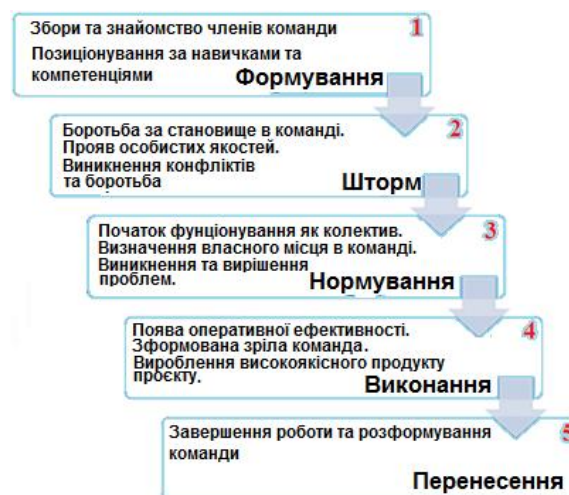 Збори та знайомство членів команди
1
Позиціонування за навичками та
компетенціями
Формування
Боротьба за становище в команді.
2
Прояв особистих якостей.
Виникнення конфліктів
та боротьба
Шторм
Початок фунціонування як колектив.
3
Визначення власного місця в команді.
Виникнення та вирішення
проблем.
Нормування
Поява оперативної ефективності.
4
Зформована зріла команда.
Вироблення високоякісного продукту
проєкту.
Виконання
Завершення роботи та розформування
5
команди
Перенесення